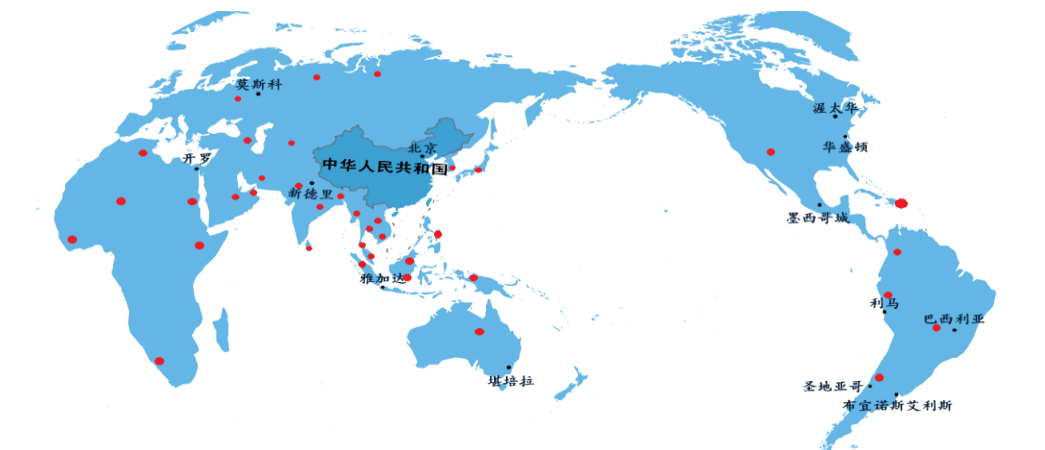 莫斯科
渥太华
华盛顿
北京
开罗
中华人民共和国
新德里
墨西哥城
雅加达
利马
巴西利亚
堪培拉
圣地亚哥
布宜诺斯艾利斯